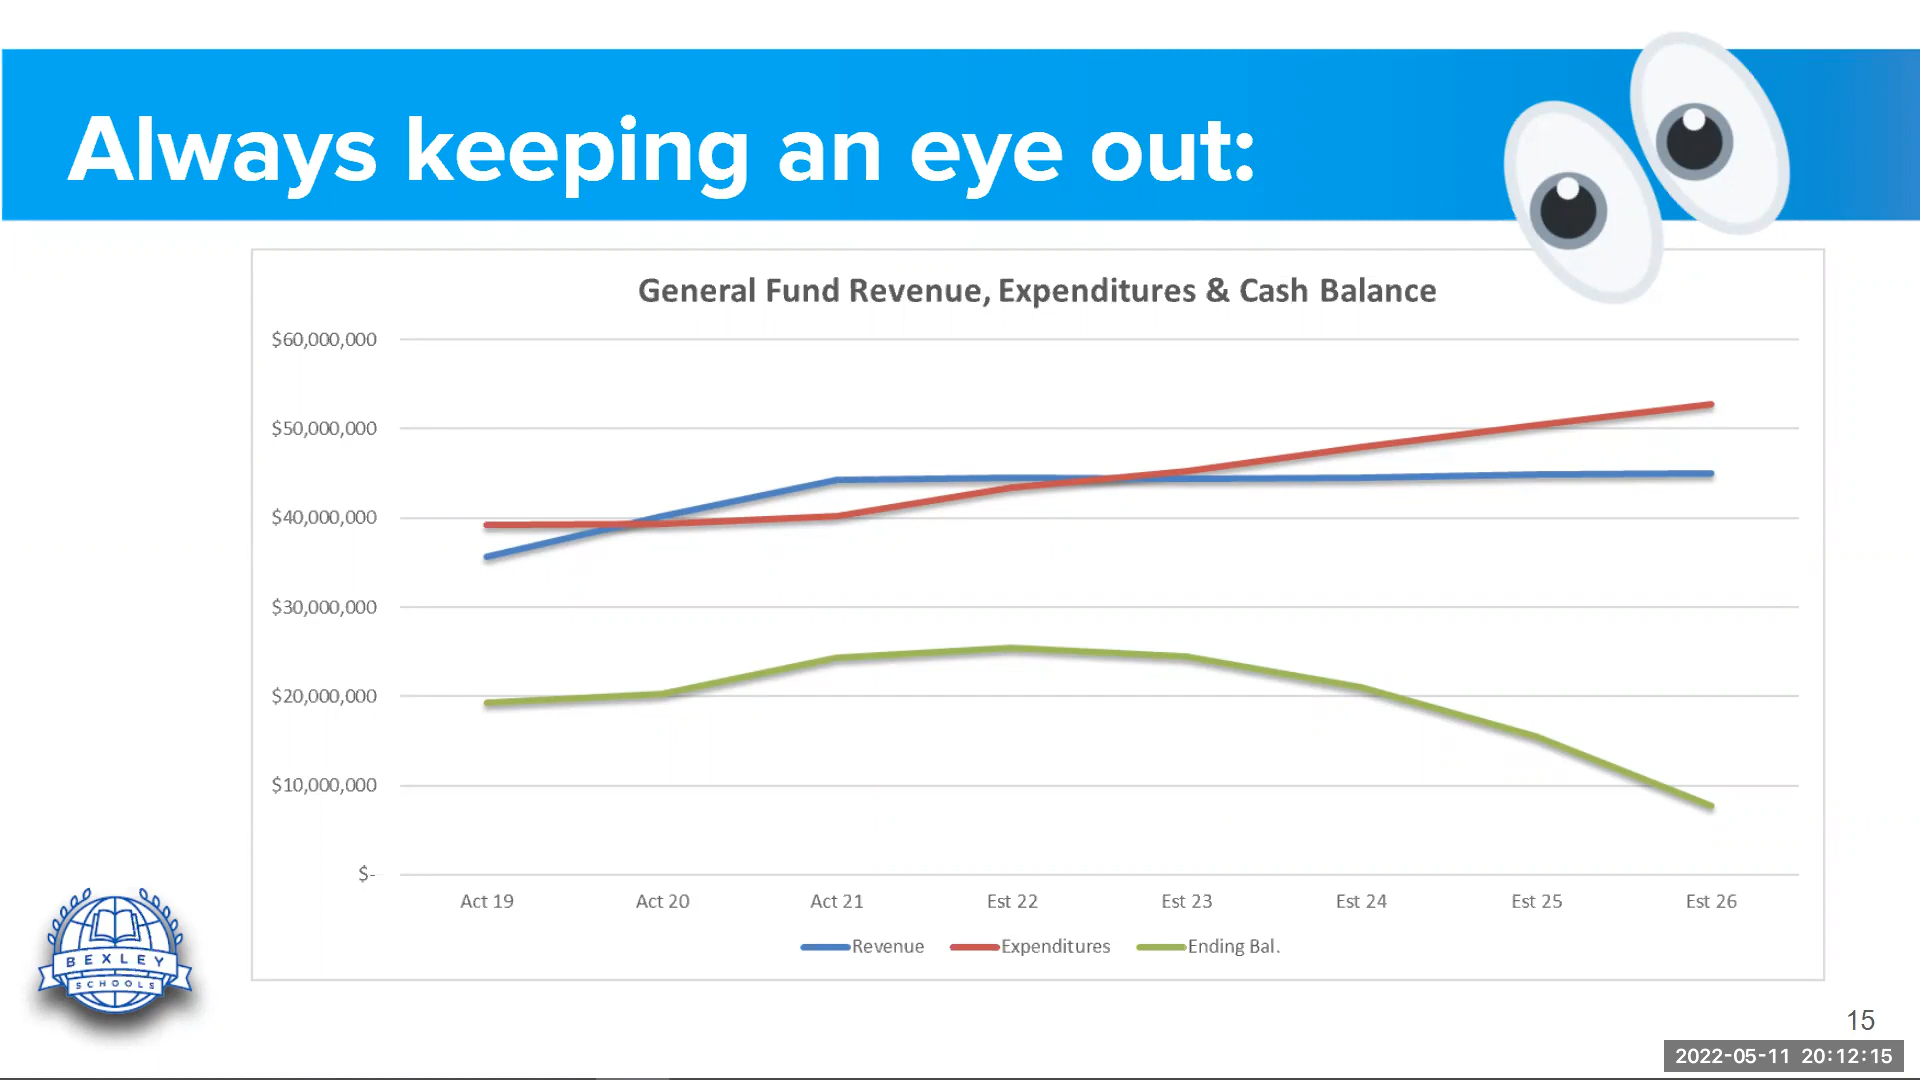 Always keeping an eye out:
General Fund Revenue, Expenditures & Cash Balance
$60,000,000
$50,000,000
$40,000,000
$30,000,000
$20,000,000
$10,000,000
$-
Act 19 Act 20 Act 21 Est 22 Est 23 Est 24 Est 25 Est 26
Revenue Expenditures Ending Bal.
BEXLEY
SCHOOLS
15
2022-05-11 20:12:15